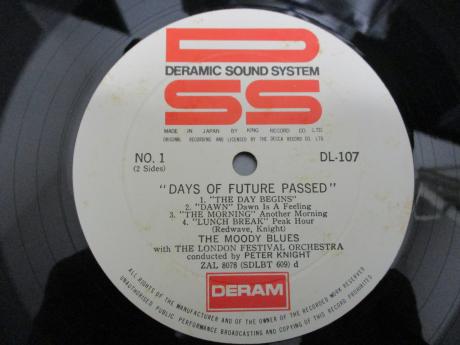 DSS
DERAMIC SOUND SYSTEM
MADE IN JAPAN BY KING RECORD CO. LTD.
ORIGINAL RECORDING AND LICENSED BY THE DECCA RECORD CO. LTD.
NO. 1
(2 Sides)
DL-107
"DAYS OF FUTURE PASSED"
1. "THE DAY BEGINS"
2. "DAWN" Dawn Is A Feeling
3. "THE MORNING" Another Morning
4. "LUNCH BREAK" Peak Hour
(Redwave, Knight)
THE MOODY BLUES
with THE LONDON FESTIVAL ORCHESTRA
conducted by PETER KNIGHT
ZAL 8076 (SDLBT 609) d
DERAM
ALL RIGHTS OF THE MANUFACTURER AND OF THE OWNER OF THE RECORDED WORK RESERVED
UNAUTHORISED PUBLIC PERFORMANCE BROADCASTING AND COPYING OF THIS RECORD PROHIBITED